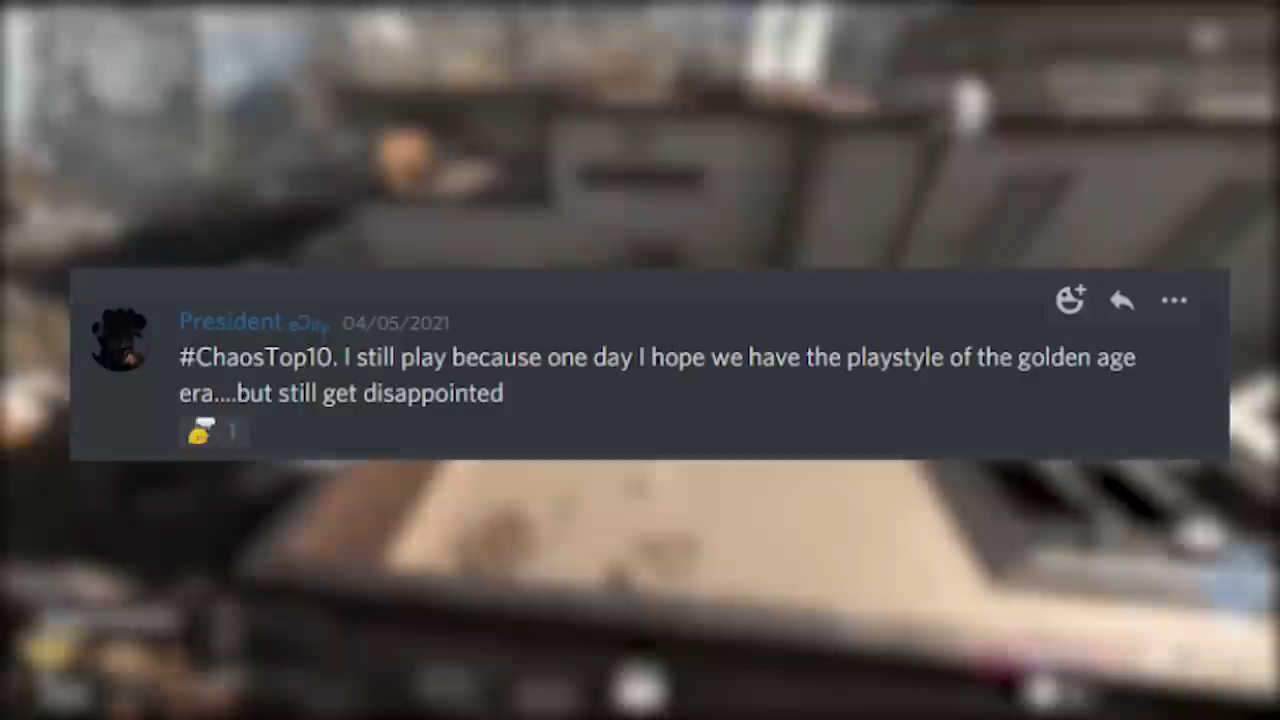 President 04/05/2021
#ChaosTop10. I still play because one day I hope we have the playstyle of the golden age
era....but still get disappointed
1